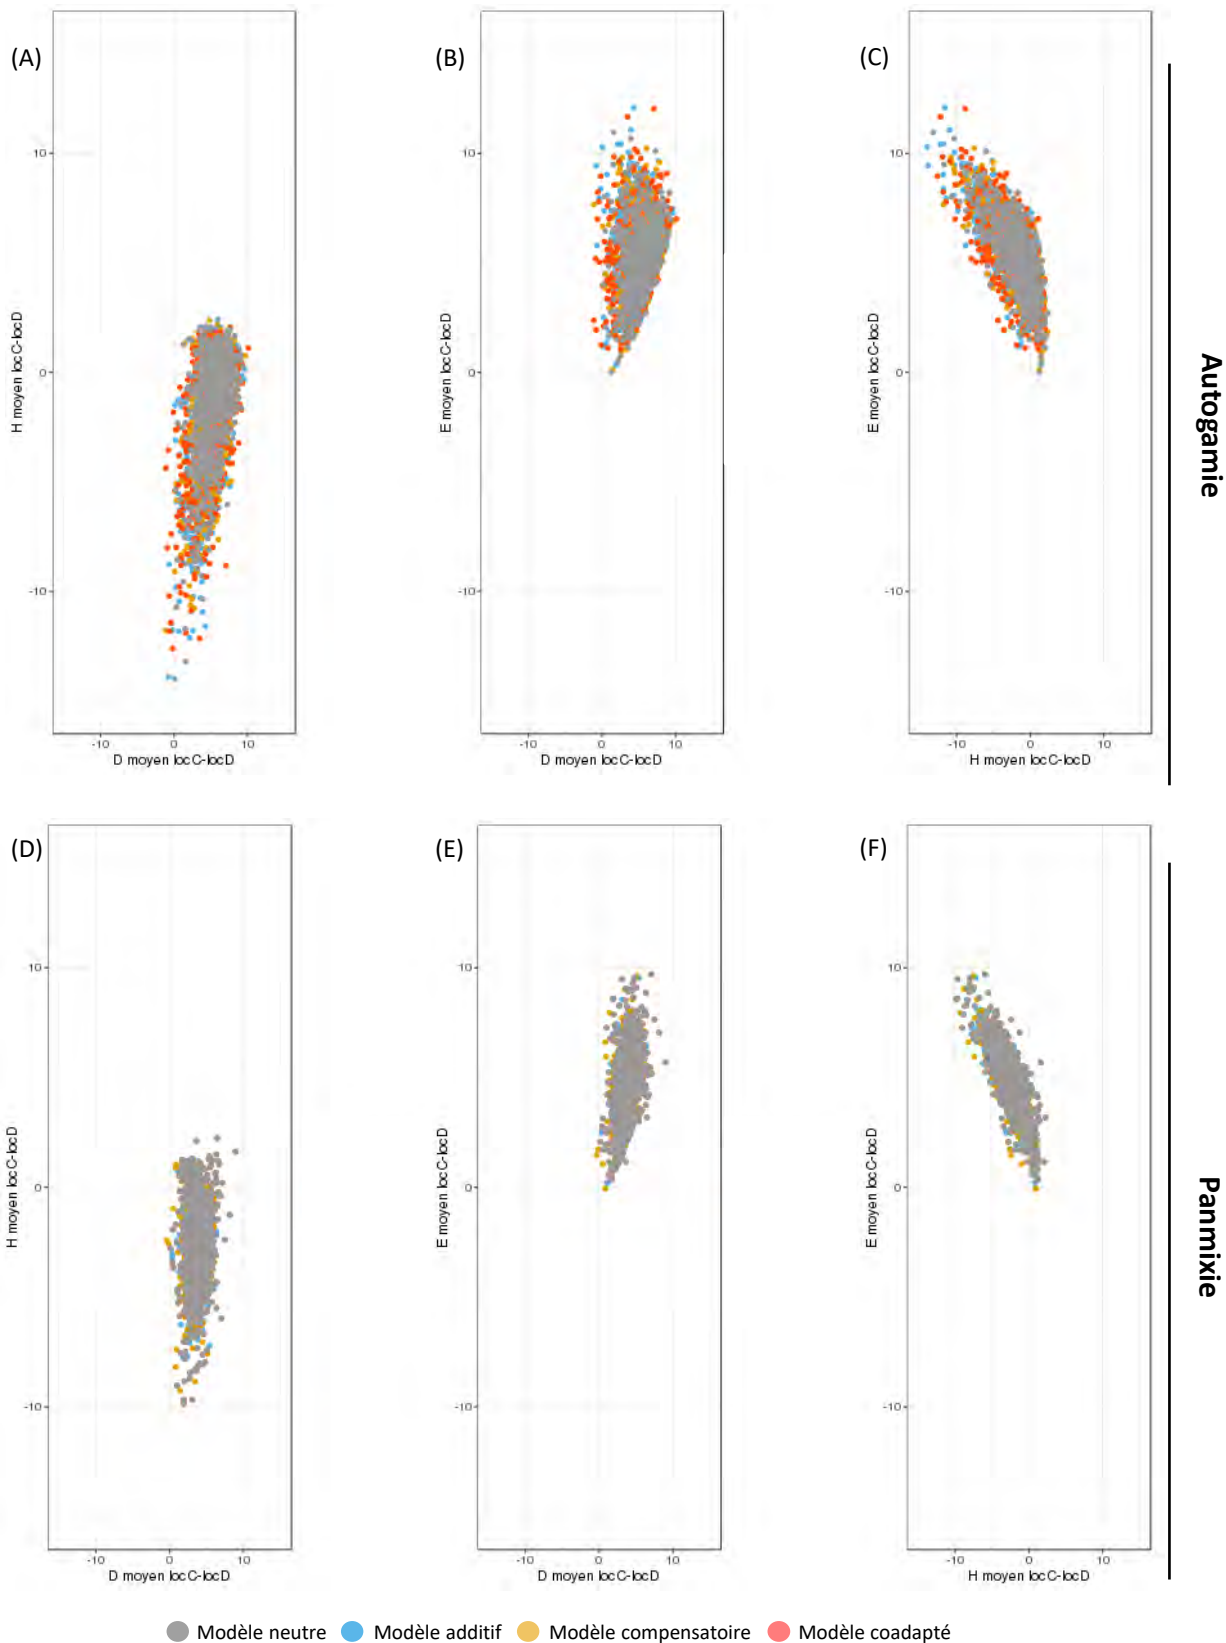 (A)
(B)
(C)
10
0
-10
H moyen locC-locD
-10 0 10
D moyen locC-locD
10
0
-10
E moyen locC-locD
-10 0 10
D moyen locC-locD
10
0
-10
E moyen locC-locD
-10 0 10
H moyen locC-locD
Autogamie
(D)
(E)
(F)
10
0
-10
H moyen locC-locD
-10 0 10
D moyen locC-locD
10
0
-10
E moyen locC-locD
-10 0 10
D moyen locC-locD
10
0
-10
E moyen locC-locD
-10 0 10
H moyen locC-locD
Panmixie
Modèle neutre Modèle additif Modèle compensatoire Modèle coadapté